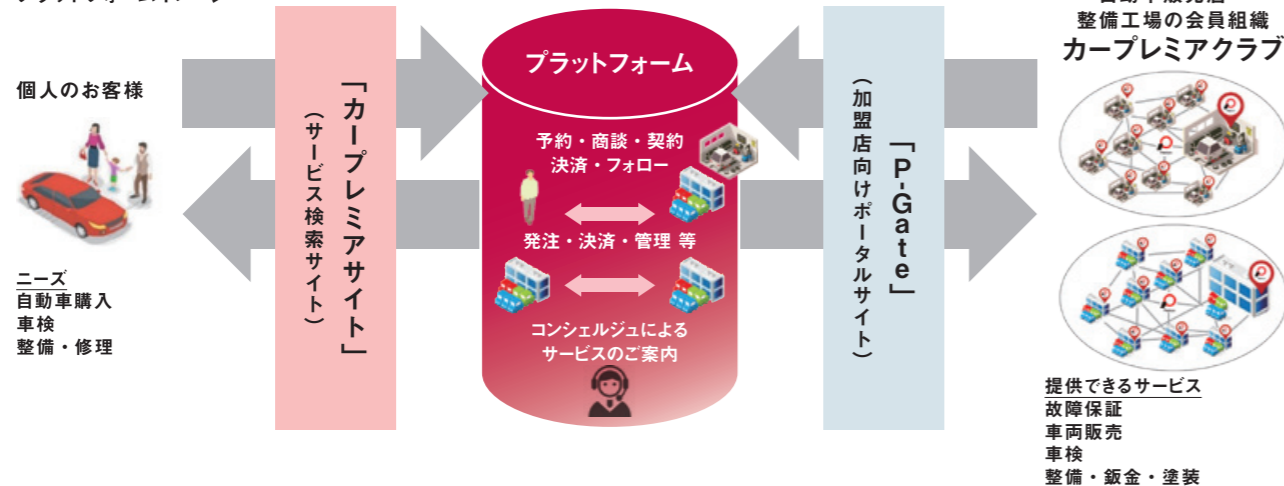 整備工場の会員組織
カープレミアクラブ
個人のお客様
ニーズ
自動車購入
車検
整備・修理
「カープレミアサイト」
（サービス検索サイト）
プラットフォーム
予約・商談・契約
決済・フォロー
発注・決済・管理 等
コンシェルジュによる
サービスのご案内
「P-Gate」
（加盟店向けポータルサイト）
提供できるサービス
故障保証
車両販売
車検
整備・鈑金・塗装